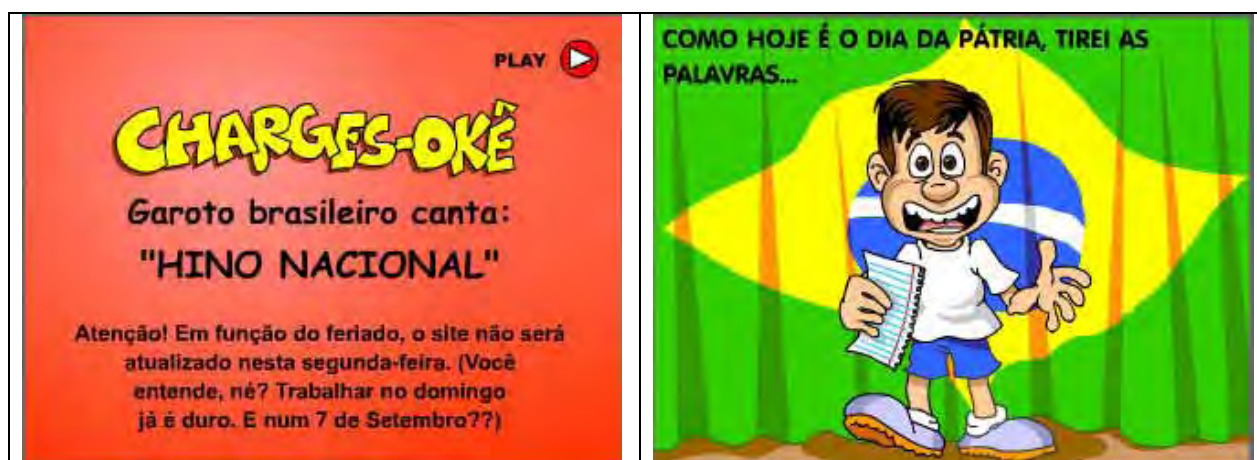 PLAY
CHARGES-OKÊ
Garoto brasileiro canta:
"HINO NACIONAL"
Atenção! Em função do feriado, o site não será
atualizado nesta segunda-feira. (Você
entende, né? Trabalhar no domingo
já é duro. E num 7 de Setembro??)
COMO HOJE É O DIA DA PÁTRIA, TIREI AS
PALAVRAS...